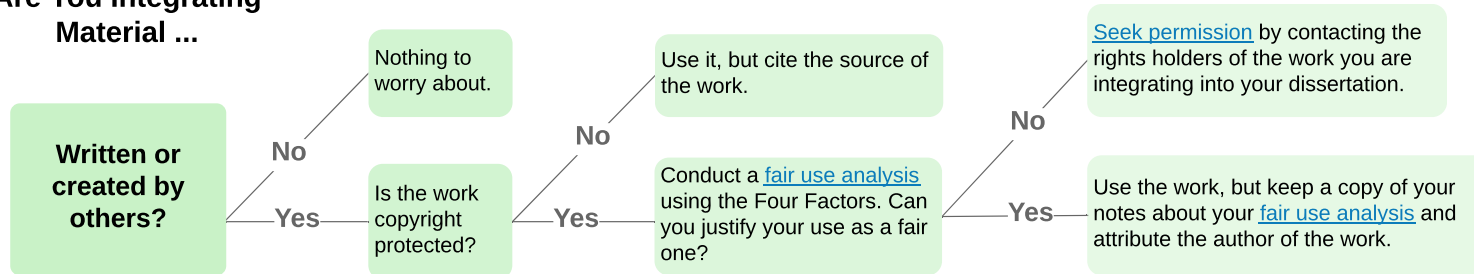 Are You Integrating
Material ...
Written or
created by
others?
No
Yes
Nothing to
worry about.
Is the work
copyright
protected?
No
Yes
Use it, but cite the source of
the work.
Conduct a fair use analysis
using the Four Factors. Can
you justify your use as a fair
one?
No
Yes
Seek permission by contacting the
rights holders of the work you are
integrating into your dissertation.
Use the work, but keep a copy of your
notes about your fair use analysis and
attribute the author of the work.